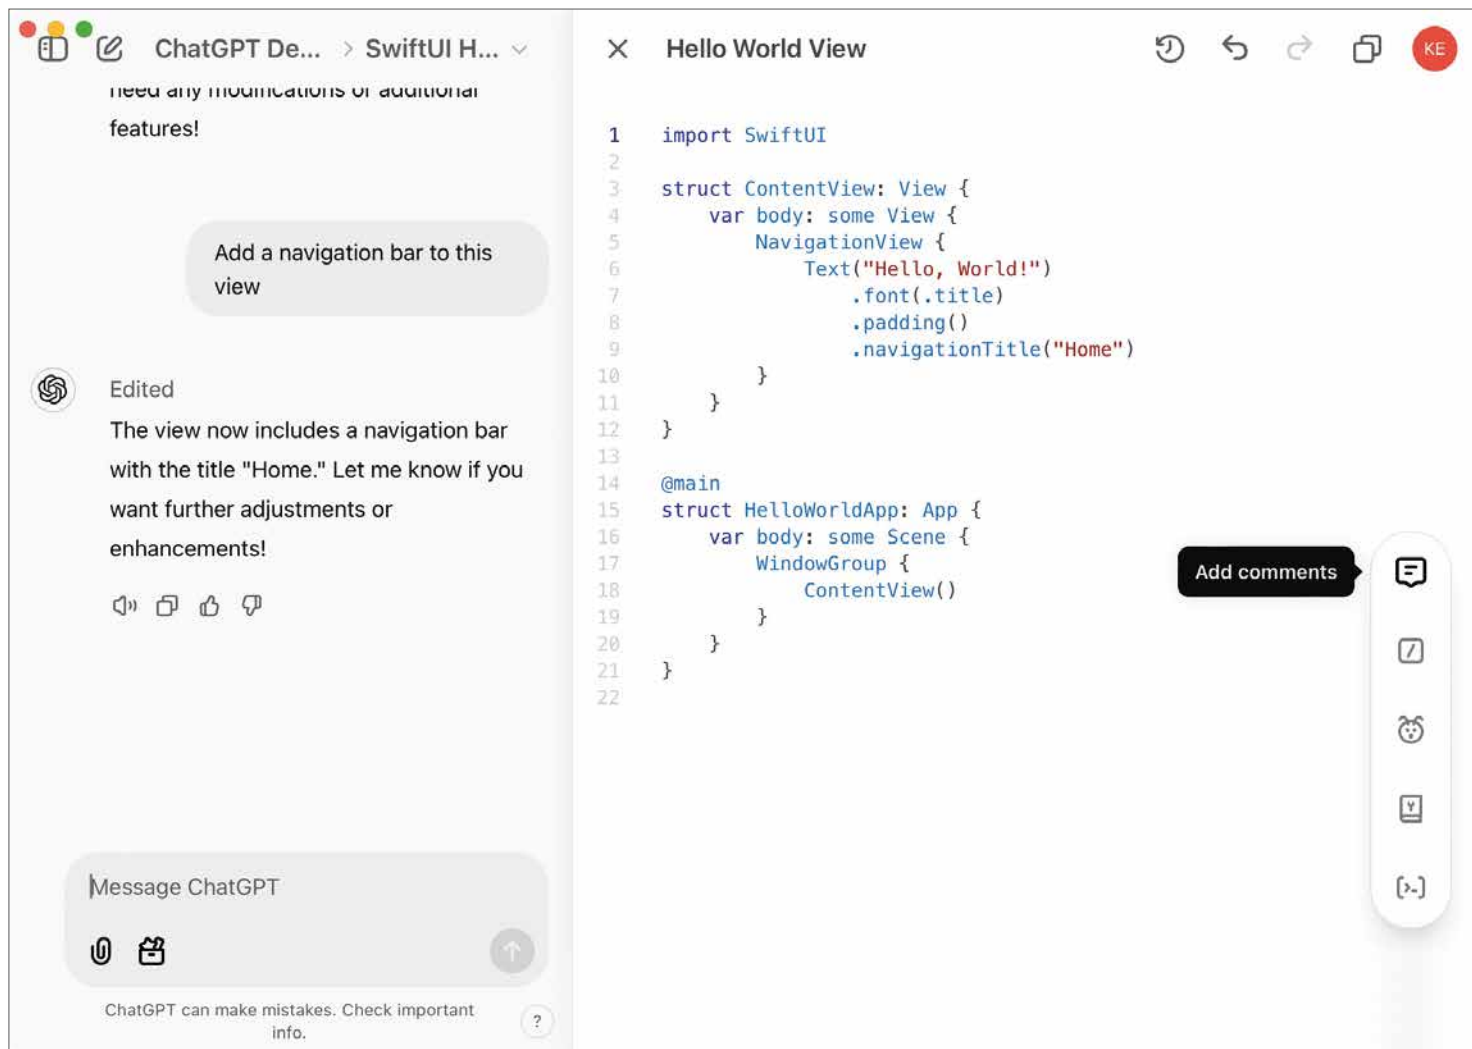 ChatGPT De... > SwiftUI H...
need any modifications or additional
features!
Add a navigation bar to this
view
Edited
The view now includes a navigation bar
with the title "Home." Let me know if you
want further adjustments or
enhancements!
Message ChatGPT
ChatGPT can make mistakes. Check important
info.
?
Hello World View
KE
1 import SwiftUI
2
3 struct ContentView: View {
4     var body: some View {
5         NavigationView {
6             Text("Hello, World!")
7                 .font(.title)
8                 .padding()
9                 .navigationTitle("Home")
10         }
11     }
12 }
13
14 @main
15 struct HelloWorldApp: App {
16     var body: some Scene {
17         WindowGroup {
18             ContentView()
19         }
20     }
21 }
22
Add comments